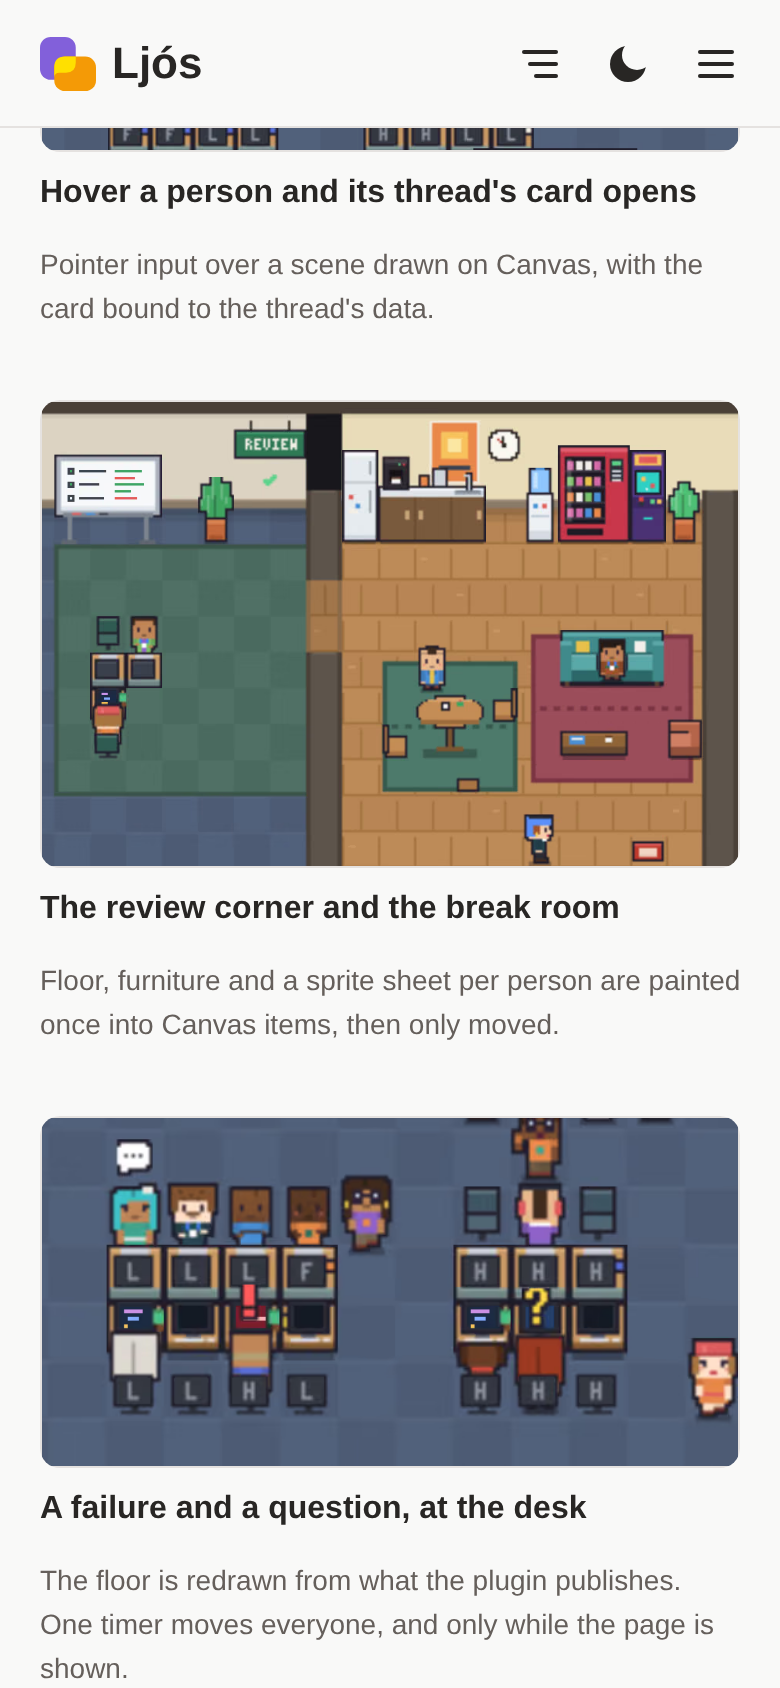 Ljós
F F L L H H L L
Hover a person and its thread's card opens
Pointer input over a scene drawn on Canvas, with the
card bound to the thread's data.
REVIEW
The review corner and the break room
Floor, furniture and a sprite sheet per person are painted
once into Canvas items, then only moved.
L L L F H H H
! ?
L L H L H H H
A failure and a question, at the desk
The floor is redrawn from what the plugin publishes.
One timer moves everyone, and only while the page is
shown.